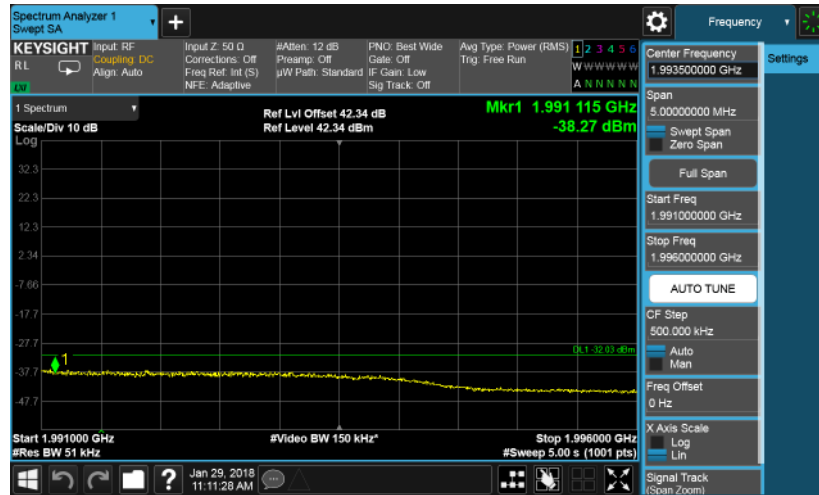 Spectrum Analyzer 1
Swept SA
Frequency
KEYSIGHT
RL
LXI
Input: RF
Coupling: DC
Align: Auto
Input Z: 50 Ω
Corrections: Off
Freq Ref: Int (S)
NFE: Adaptive
#Atten: 12 dB
Preamp: Off
µW Path: Standard
PNO: Best Wide
Gate: Off
IF Gain: Low
Sig Track: Off
Avg Type: Power (RMS)
Trig: Free Run
1 2 3 4 5 6
W W W W W W
A N N N N N
Center Frequency
1.993500000 GHz
Settings
Span
5.00000000 MHz
Swept Span
Zero Span
Full Span
Start Freq
1.991000000 GHz
Stop Freq
1.996000000 GHz
AUTO TUNE
CF Step
500.000 kHz
Auto
Man
Freq Offset
0 Hz
X Axis Scale
Log
Lin
Signal Track
(Span Zoom)
1 Spectrum
Scale/Div 10 dB
Log
Ref Lvl Offset 42.34 dB
Ref Level 42.34 dBm
Mkr1 1.991 115 GHz
-38.27 dBm
32.3
22.3
12.3
2.34
-7.66
-17.7
-27.7
-37.7
-47.7
DL1 -32.03 dBm
1
Start 1.991000 GHz
#Res BW 51 kHz
#Video BW 150 kHz*
Stop 1.996000 GHz
#Sweep 5.00 s (1001 pts)
?
Jan 29, 2018
11:11:28 AM